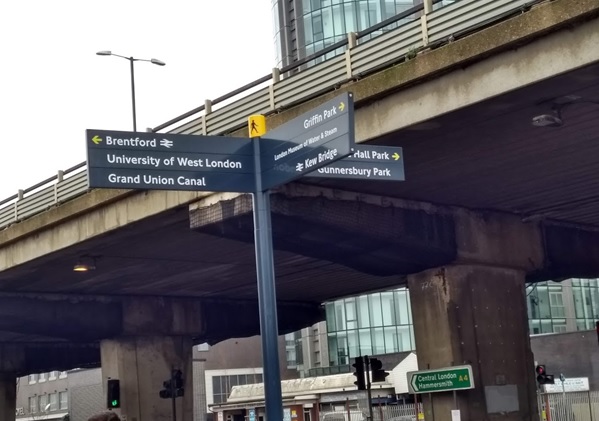 Brentford
University of West London
Grand Union Canal
Griffin Park
London Museum of Water & Steam
Kew Bridge
Hall Park
Gunnersbury Park
Central London A4
Hammersmith